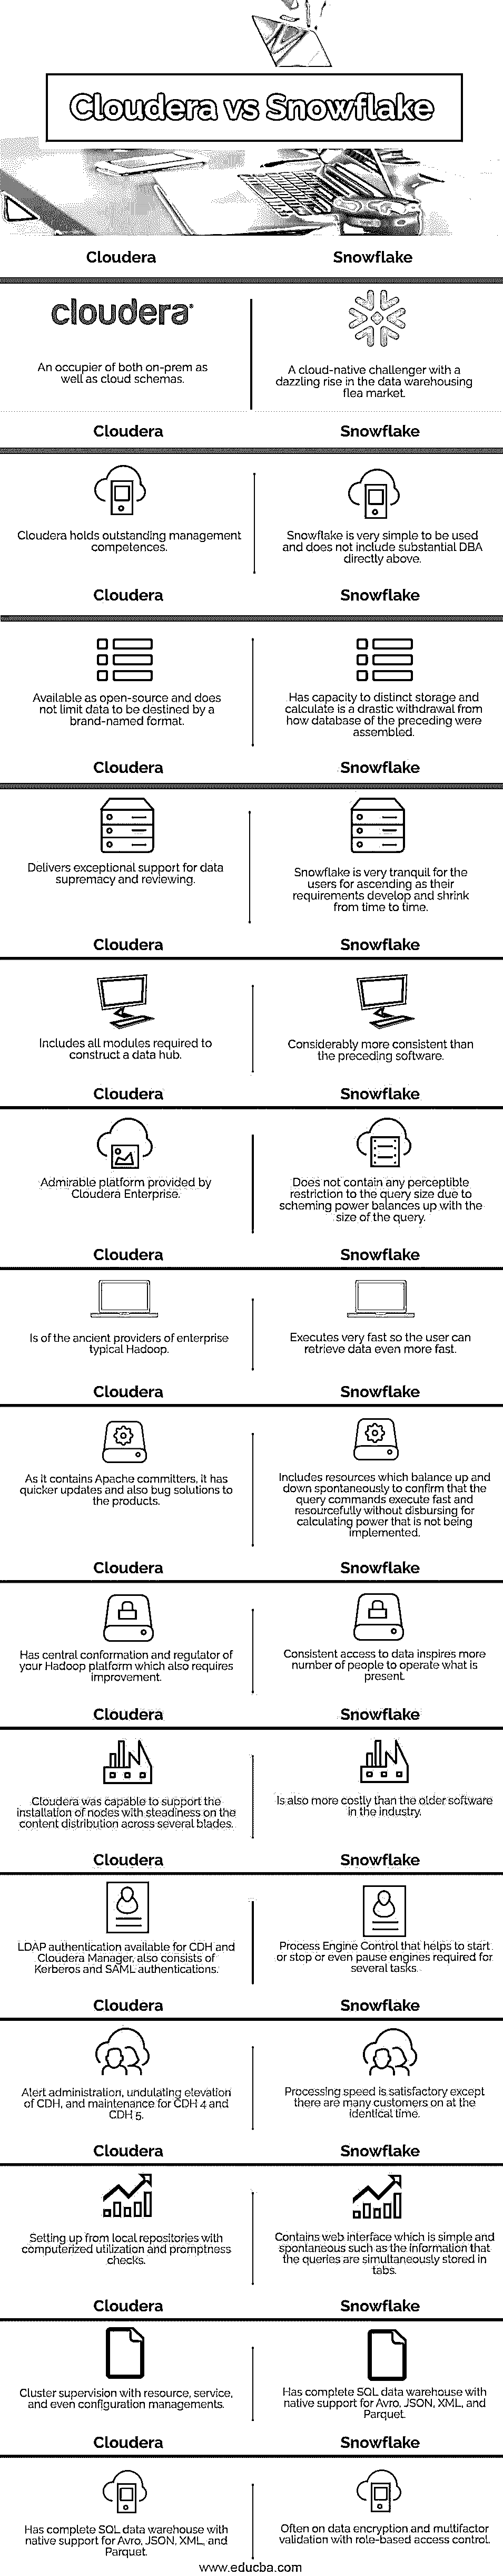 Cloudera vs Snowflake
Cloudera
Snowflake
cloudera
An occupier of both on-prem as
well as cloud schemas.
A cloud-native challenger with a
dazzling rise in the data warehousing
flea market.
Cloudera
Snowflake
Cloudera holds outstanding management
competences.
Snowflake is very simple to be used
and does not include substantial DBA
directly above.
Cloudera
Snowflake
Available as open-source and does
not limit data to be destined by a
brand-named format.
Has capacity to distinct storage and
calculate is a drastic withdrawal from
how database of the preceding were
assembled.
Cloudera
Snowflake
Delivers exceptional support for data
supremacy and reviewing.
Snowflake is very tranquil for the
users for ascending as their
requirements develop and shrink
from time to time.
Cloudera
Snowflake
Includes all modules required to
construct a data hub.
Considerably more consistent than
the preceding software.
Cloudera
Snowflake
Admirable platform provided by
Cloudera Enterprise.
Does not contain any perceptible
restriction to the query size due to
scheming power balances up with the
size of the query.
Cloudera
Snowflake
Is of the ancient providers of enterprise
typical Hadoop.
Executes very fast so the user can
retrieve data even more fast.
Cloudera
Snowflake
As it contains Apache committers, it has
quicker updates and also bug solutions to
the products.
Includes resources which balance up and
down spontaneously to confirm that the
query commands execute fast and
resourcefully without disbursing for
calculating power that is not being
implemented.
Cloudera
Snowflake
Has central conformation and regulator of
your Hadoop platform which also requires
improvement.
Consistent access to data inspires more
number of people to operate what is
present.
Cloudera
Snowflake
Cloudera was capable to support the
installation of nodes with steadiness on the
content distribution across several blades.
Is also more costly than the older software
in the industry.
Cloudera
Snowflake
LDAP authentication available for CDH and
Cloudera Manager, also consists of
Kerberos and SAML authentications.
Process Engine Control that helps to start
or stop or even pause engines required for
several tasks.
Cloudera
Snowflake
Alert administration, undulating elevation
of CDH, and maintenance for CDH 4 and
CDH 5.
Processing speed is satisfactory except
there are many customers on at the
identical time.
Cloudera
Snowflake
Setting up from local repositories with
computerized utilization and promptness
checks.
Contains web interface which is simple and
spontaneous such as the information that
the queries are simultaneously stored in
tabs.
Cloudera
Snowflake
Cluster supervision with resource, service,
and even configuration managements.
Has complete SQL data warehouse with
native support for Avro, JSON, XML, and
Parquet.
Cloudera
Snowflake
Has complete SQL data warehouse with
native support for Avro, JSON, XML, and
Parquet.
Often on data encryption and multifactor
validation with role-based access control.
www.educba.com